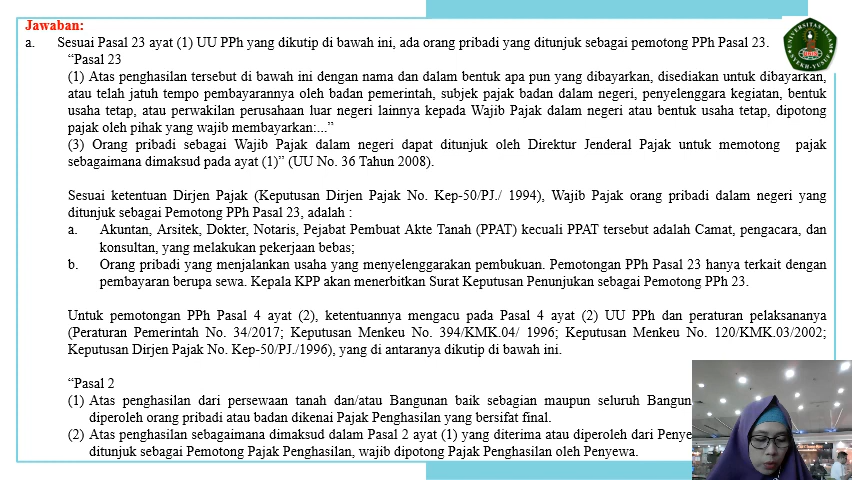 Jawaban:
a. Sesuai Pasal 23 ayat (1) UU PPh yang dikutip di bawah ini, ada orang pribadi yang ditunjuk sebagai pemotong PPh Pasal 23.
“Pasal 23
(1) Atas penghasilan tersebut di bawah ini dengan nama dan dalam bentuk apa pun yang dibayarkan, disediakan untuk dibayarkan,
atau telah jatuh tempo pembayarannya oleh badan pemerintah, subjek pajak badan dalam negeri, penyelenggara kegiatan, bentuk
usaha tetap, atau perwakilan perusahaan luar negeri lainnya kepada Wajib Pajak dalam negeri atau bentuk usaha tetap, dipotong
pajak oleh pihak yang wajib membayarkan:...”
(3) Orang pribadi sebagai Wajib Pajak dalam negeri dapat ditunjuk oleh Direktur Jenderal Pajak untuk memotong pajak
sebagaimana dimaksud pada ayat (1)” (UU No. 36 Tahun 2008).
Sesuai ketentuan Dirjen Pajak (Keputusan Dirjen Pajak No. Kep-50/PJ./ 1994), Wajib Pajak orang pribadi dalam negeri yang
ditunjuk sebagai Pemotong PPh Pasal 23, adalah :
a. Akuntan, Arsitek, Dokter, Notaris, Pejabat Pembuat Akte Tanah (PPAT) kecuali PPAT tersebut adalah Camat, pengacara, dan
konsultan, yang melakukan pekerjaan bebas;
b. Orang pribadi yang menjalankan usaha yang menyelenggarakan pembukuan. Pemotongan PPh Pasal 23 hanya terkait dengan
pembayaran berupa sewa. Kepala KPP akan menerbitkan Surat Keputusan Penunjukan sebagai Pemotong PPh 23.
Untuk pemotongan PPh Pasal 4 ayat (2), ketentuannya mengacu pada Pasal 4 ayat (2) UU PPh dan peraturan pelaksananya
(Peraturan Pemerintah No. 34/2017; Keputusan Menkeu No. 394/KMK.04/ 1996; Keputusan Menkeu No. 120/KMK.03/2002;
Keputusan Dirjen Pajak No. Kep-50/PJ./1996), yang di antaranya dikutip di bawah ini.
“Pasal 2
(1) Atas penghasilan dari persewaan tanah dan/atau Bangunan baik sebagian maupun seluruh Bangun
diperoleh orang pribadi atau badan dikenai Pajak Penghasilan yang bersifat final.
(2) Atas penghasilan sebagaimana dimaksud dalam Pasal 2 ayat (1) yang diterima atau diperoleh dari Penye
ditunjuk sebagai Pemotong Pajak Penghasilan, wajib dipotong Pajak Penghasilan oleh Penyewa.